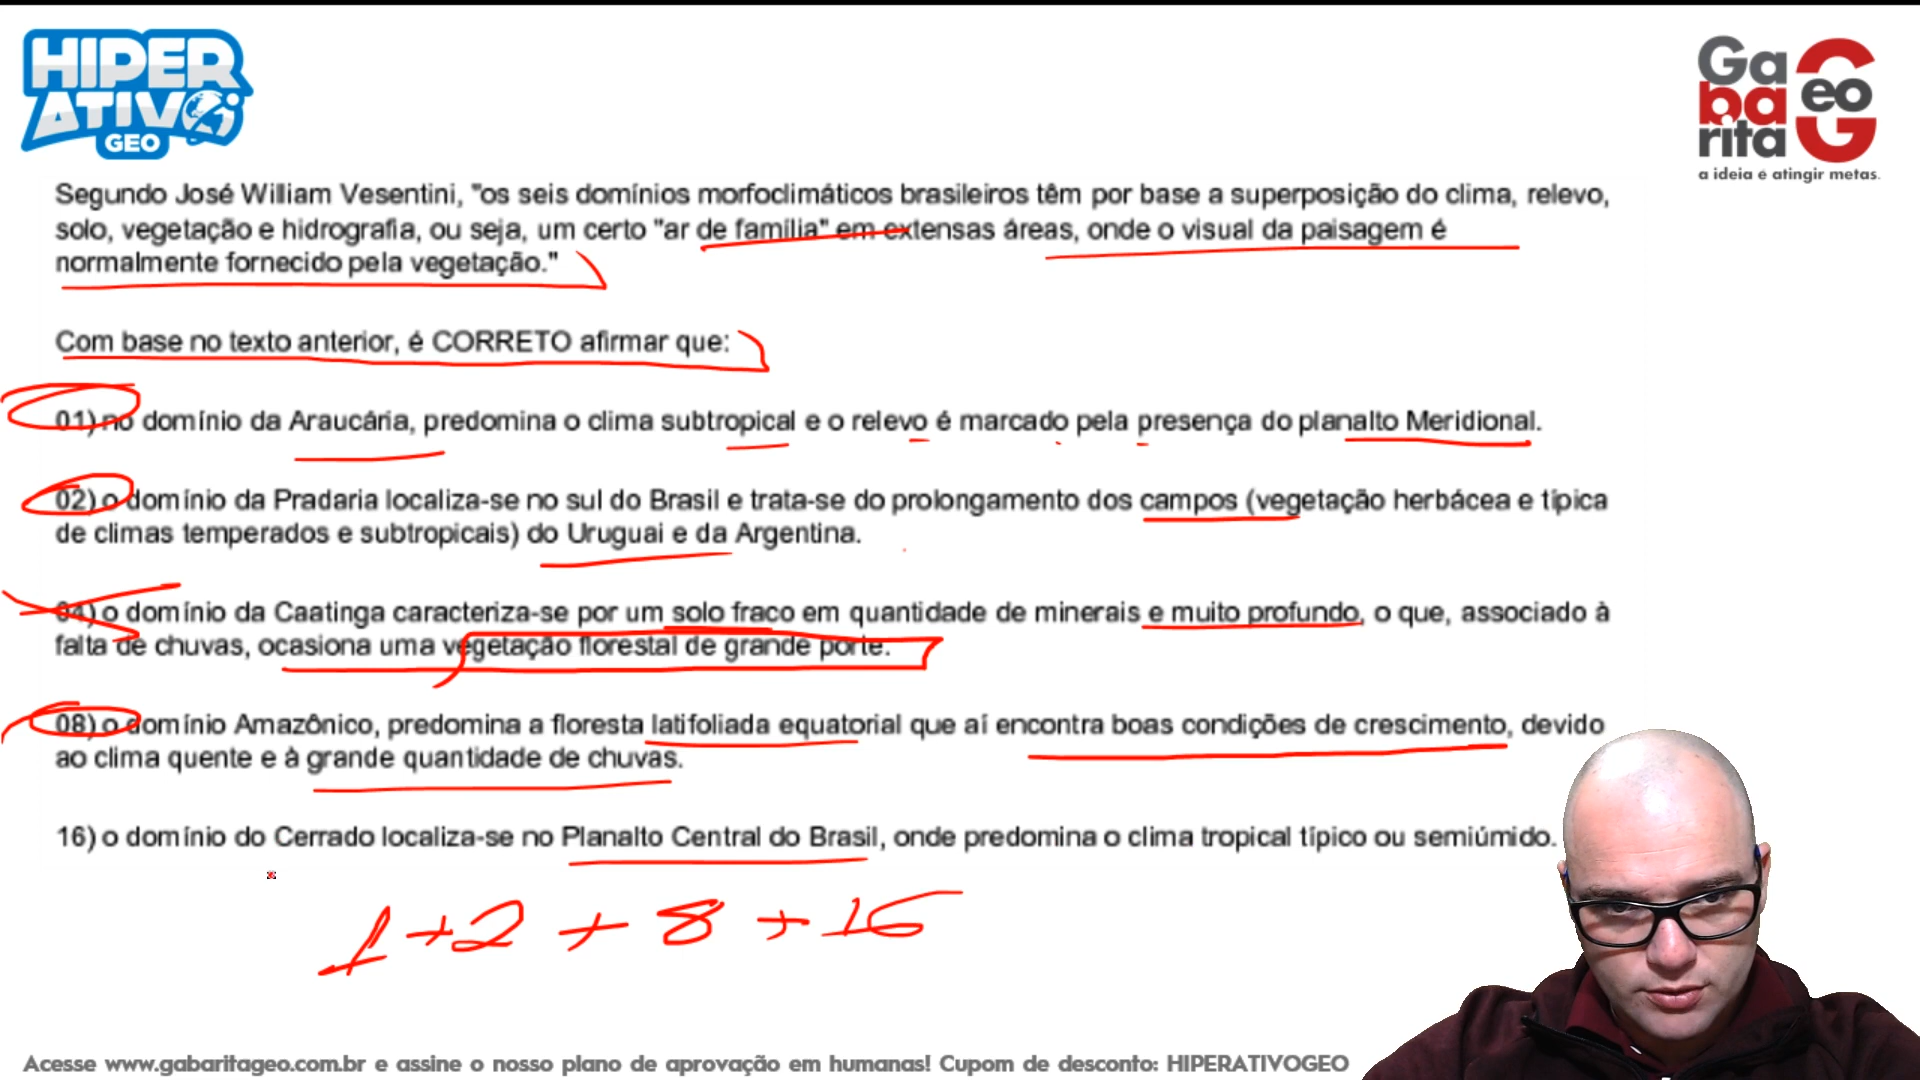 HIPER
ATIVO
GEO
Ga
ba
rita
Geo
a ideia é atingir metas.
Segundo José William Vesentini, "os seis domínios morfoclimáticos brasileiros têm por base a superposição do clima, relevo,
solo, vegetação e hidrografia, ou seja, um certo "ar de família" em extensas áreas, onde o visual da paisagem é
normalmente fornecido pela vegetação."
Com base no texto anterior, é CORRETO afirmar que:
01) no domínio da Araucária, predomina o clima subtropical e o relevo é marcado pela presença do planalto Meridional.
02) o domínio da Pradaria localiza-se no sul do Brasil e trata-se do prolongamento dos campos (vegetação herbácea e típica
de climas temperados e subtropicais) do Uruguai e da Argentina.
04) o domínio da Caatinga caracteriza-se por um solo fraco em quantidade de minerais e muito profundo, o que, associado à
falta de chuvas, ocasiona uma vegetação florestal de grande porte.
08) o domínio Amazônico, predomina a floresta latifoliada equatorial que aí encontra boas condições de crescimento, devido
ao clima quente e à grande quantidade de chuvas.
16) o domínio do Cerrado localiza-se no Planalto Central do Brasil, onde predomina o clima tropical típico ou semiúmido.
1+2+8+16
Acesse www.gabaritageo.com.br e assine o nosso plano de aprovação em humanas! Cupom de desconto: HIPERATIVOGEO